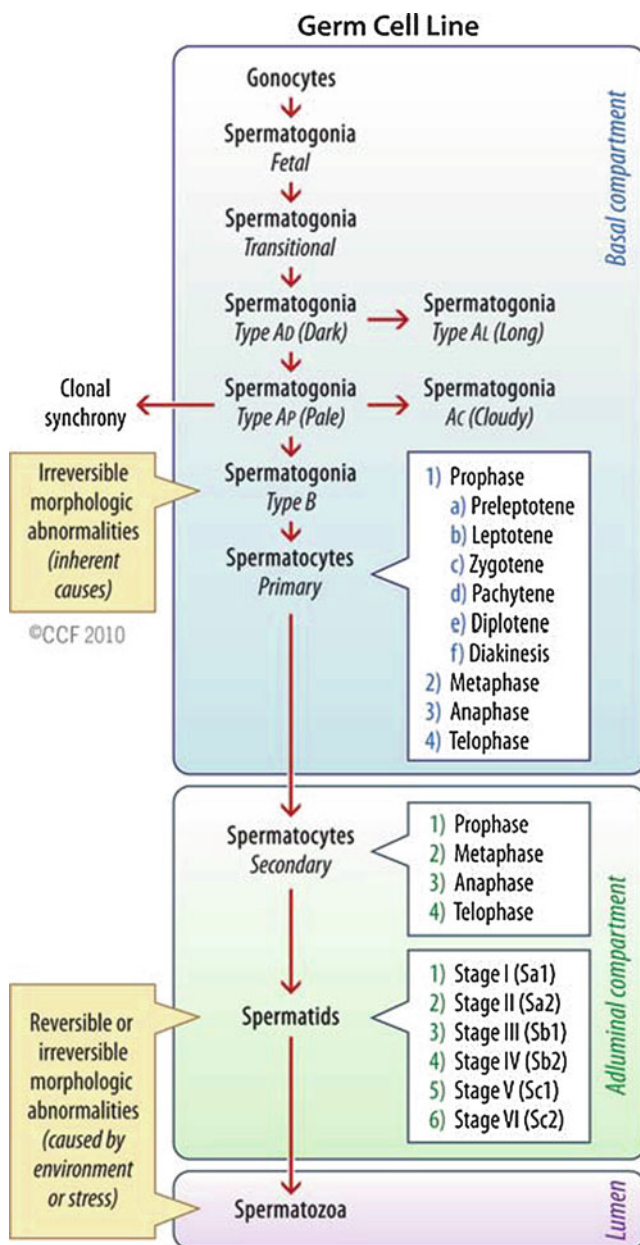 Germ Cell Line
Gonocytes
Spermatogonia
Fetal
Spermatogonia
Transitional
Spermatogonia
Type AD (Dark)
Spermatogonia
Type AL (Long)
Clonal
synchrony
Spermatogonia
Type AP (Pale)
Spermatogonia
AC (Cloudy)
Irreversible
morphologic
abnormalities
(inherent
causes)
Spermatogonia
Type B
Spermatocytes
Primary
1) Prophase
a) Preleptotene
b) Leptotene
c) Zygotene
d) Pachytene
e) Diplotene
f) Diakinesis
2) Metaphase
3) Anaphase
4) Telophase
©CCF 2010
Basal compartment
Spermatocytes
Secondary
1) Prophase
2) Metaphase
3) Anaphase
4) Telophase
Spermatids
1) Stage I (Sa1)
2) Stage II (Sa2)
3) Stage III (Sb1)
4) Stage IV (Sb2)
5) Stage V (Sc1)
6) Stage VI (Sc2)
Adluminal compartment
Reversible or
irreversible
morphologic
abnormalities
(caused by
environment
or stress)
Spermatozoa
Lumen